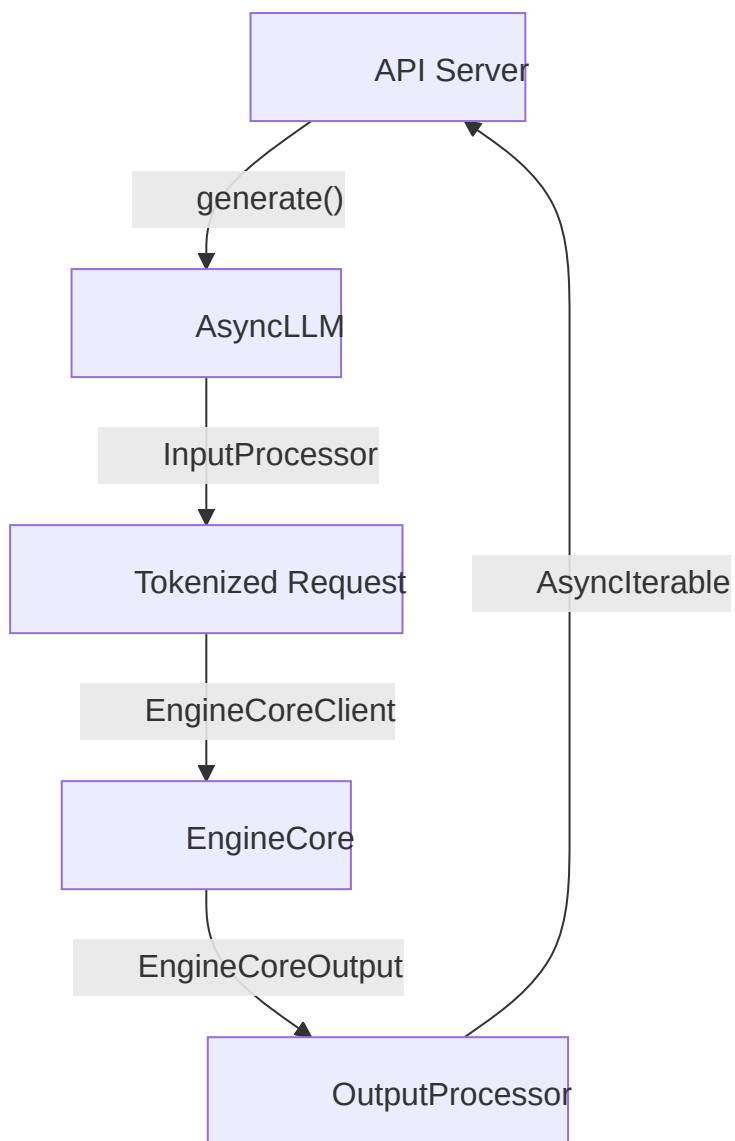 API Server
generate()
AsyncLLM
InputProcessor
Tokenized Request
AsyncIterable
EngineCoreClient
EngineCore
EngineCoreOutput
OutputProcessor